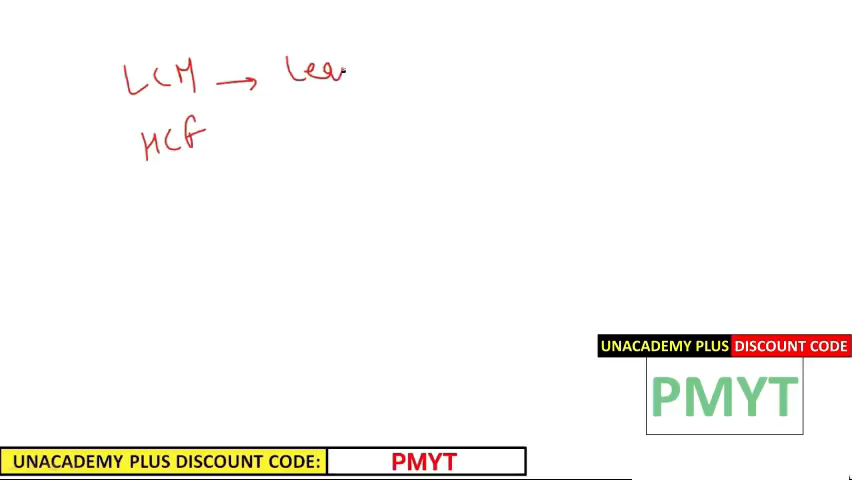 LCM → Lea
HCF
UNACADEMY PLUS DISCOUNT CODE
PMYT
UNACADEMY PLUS DISCOUNT CODE: PMYT